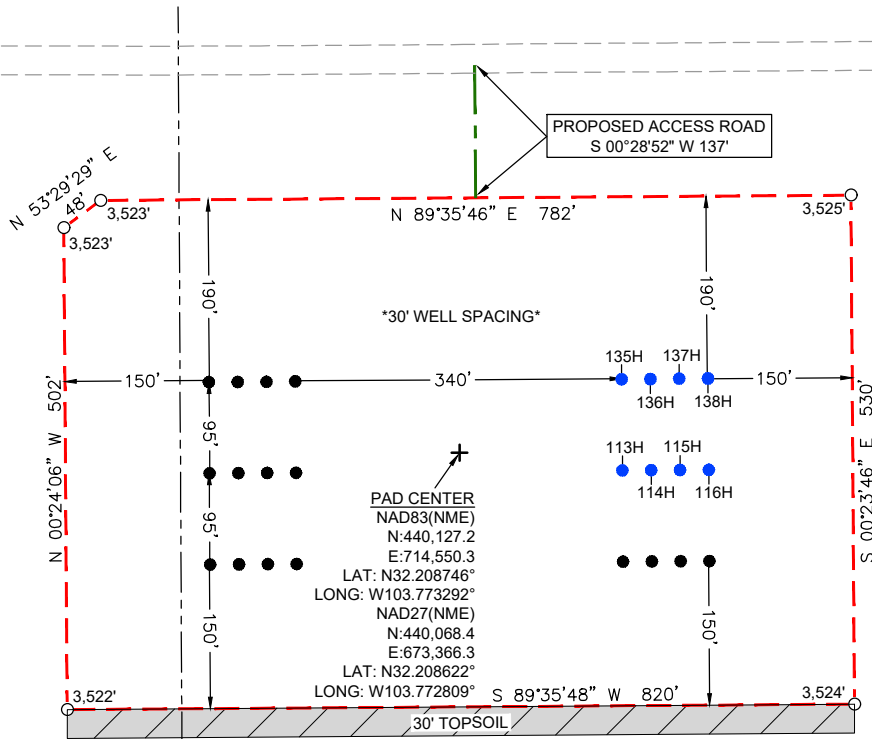 PROPOSED ACCESS ROAD
S 00°28'52" W 137'
N 53°29'29" E
48'
3,523'
3,523'
N 89°35'46" E 782'
3,525'
190'
190'
*30' WELL SPACING*
135H
137H
150'
340'
150'
136H
138H
N 00°24'06" W 502'
S 00°23'46" E 530'
95'
113H
115H
114H
116H
95'
PAD CENTER
NAD83(NME)
N:440,127.2
E:714,550.3
LAT: N32.208746°
LONG: W103.773292°
NAD27(NME)
N:440,068.4
E:673,366.3
LAT: N32.208622°
LONG: W103.772809°
150'
150'
3,522'
S 89°35'48" W 820'
3,524'
30' TOPSOIL